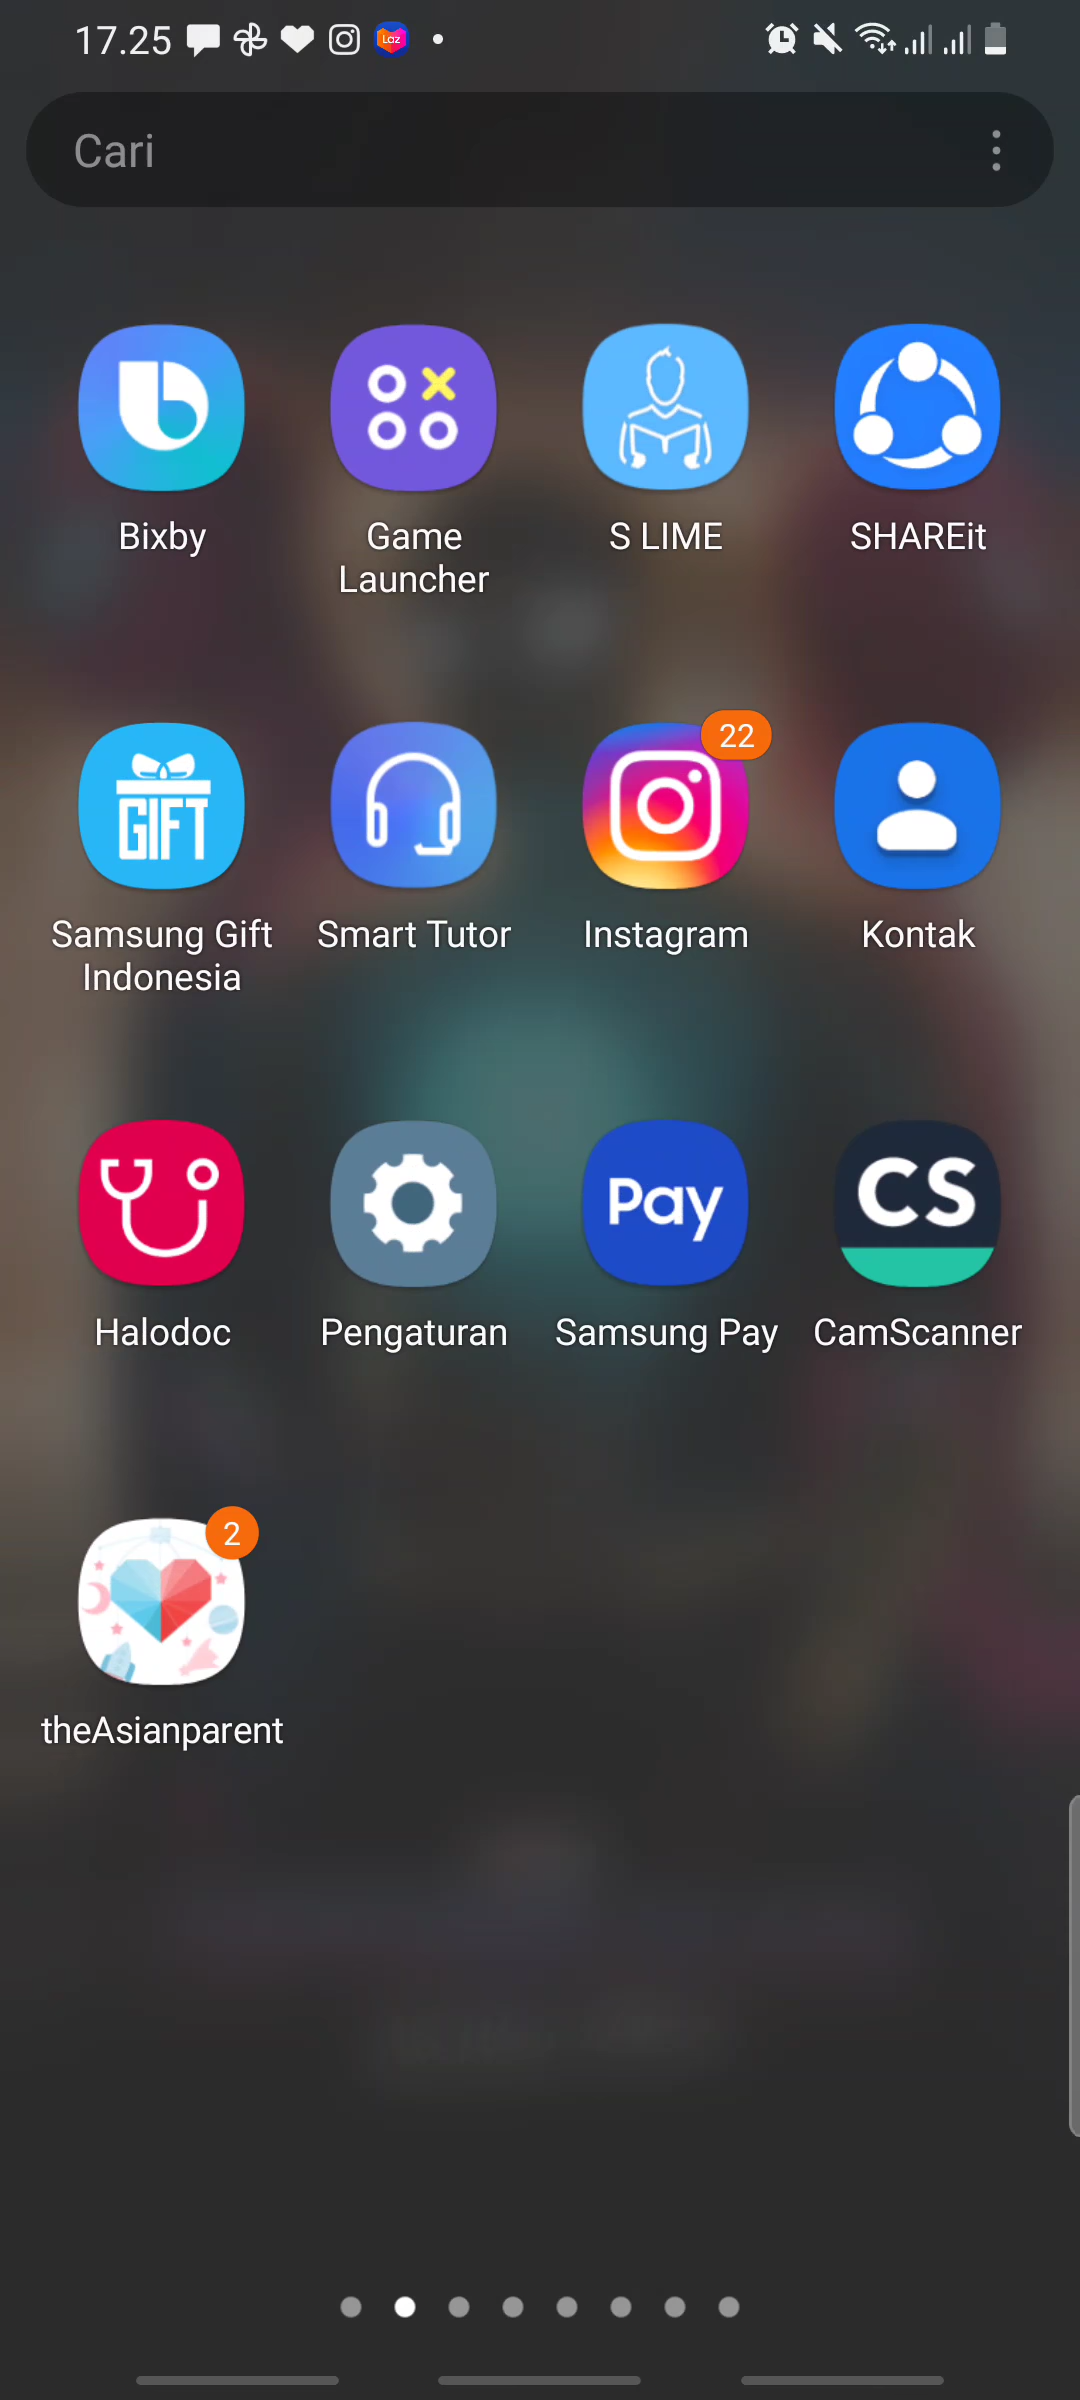 17.25
Laz
Cari
Bixby
Game
Launcher
S LIME
SHAREit
GIFT
22
Samsung Gift
Indonesia
Smart Tutor
Instagram
Kontak
Pay
CS
Halodoc
Pengaturan
Samsung Pay
CamScanner
2
theAsianparent